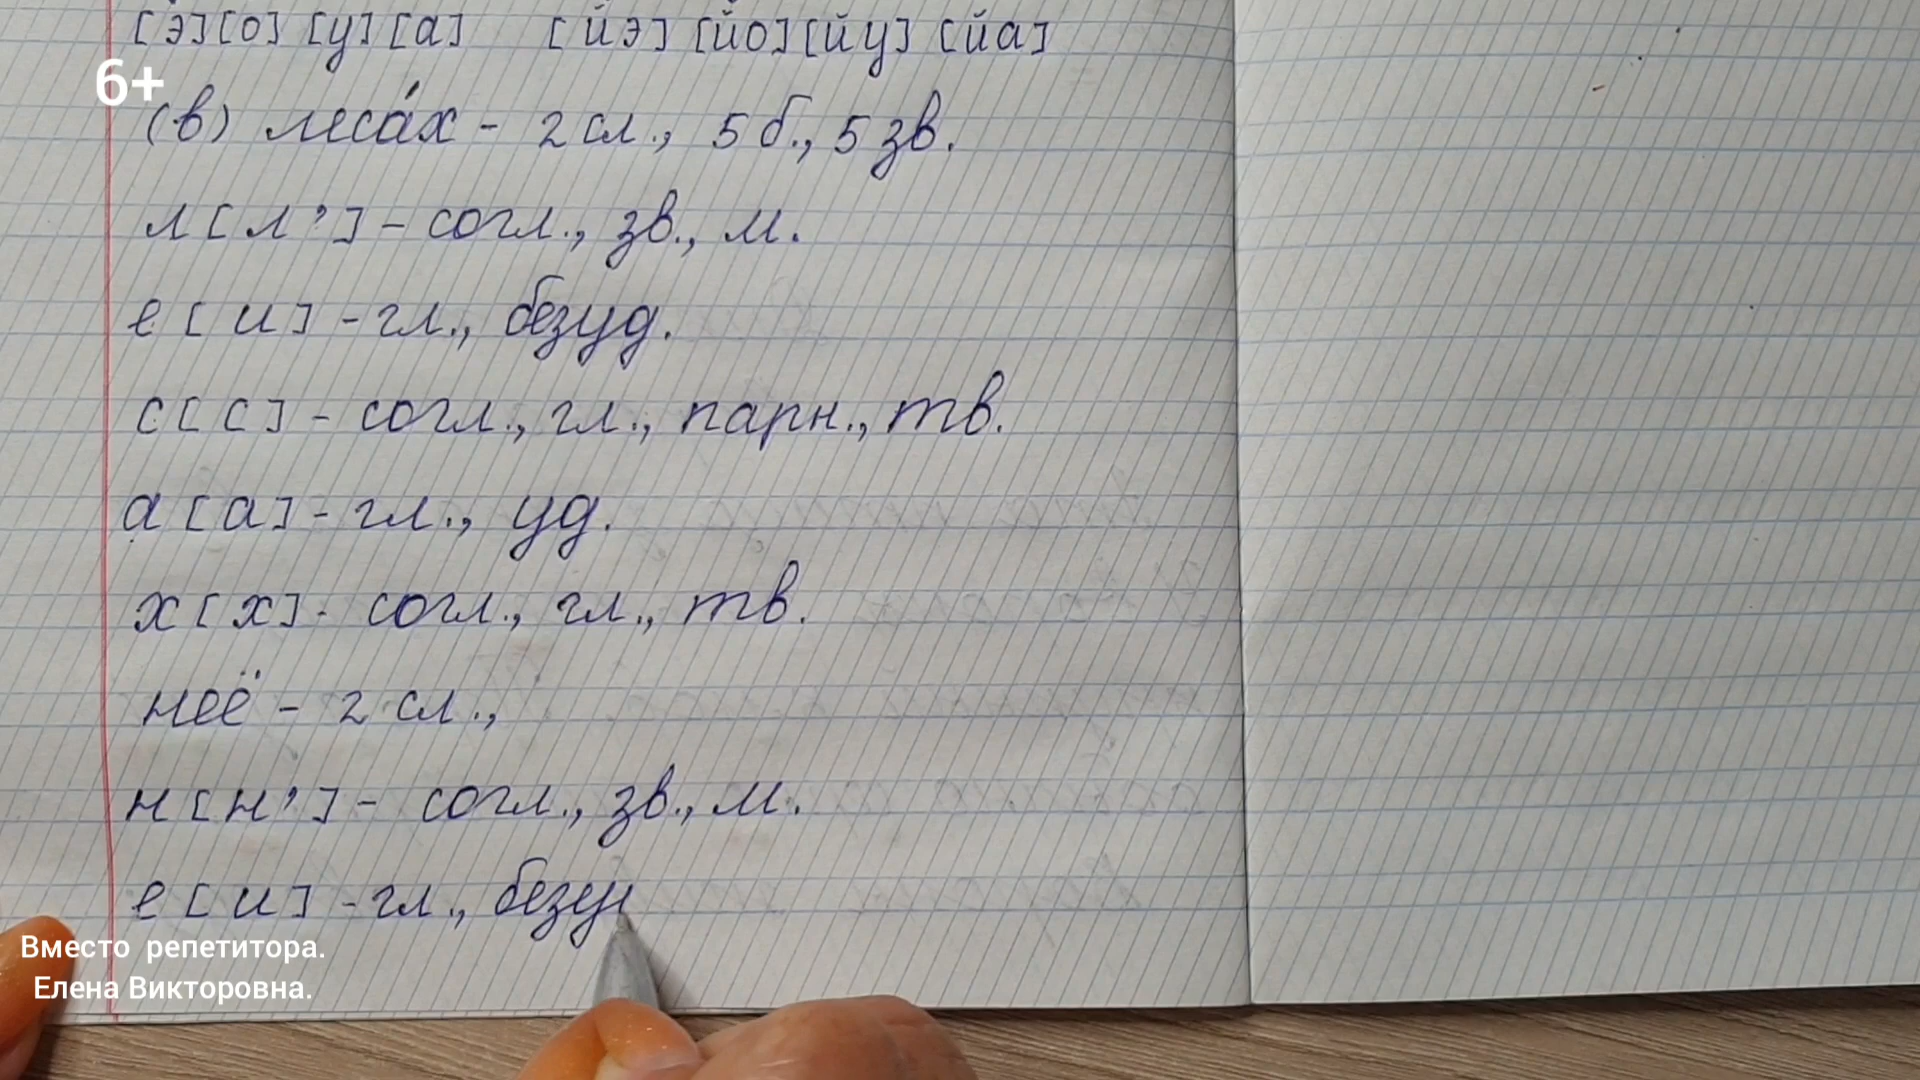 [э] [о] [у] [а] [йэ] [йо] [йу] [йа]
6+
(в) леса́х - 2 сл., 5 б., 5 зв.
л [л’] - согл., зв., м.
е [и] - гл., безуд.
с [с] - согл., гл., парн., тв.
а [а] - гл., уд.
х [х] - согл., гл., тв.
неё - 2 сл.,
н [н’] - согл., зв., м.
е [и] - гл., безу
Вместо репетитора.
Елена Викторовна.